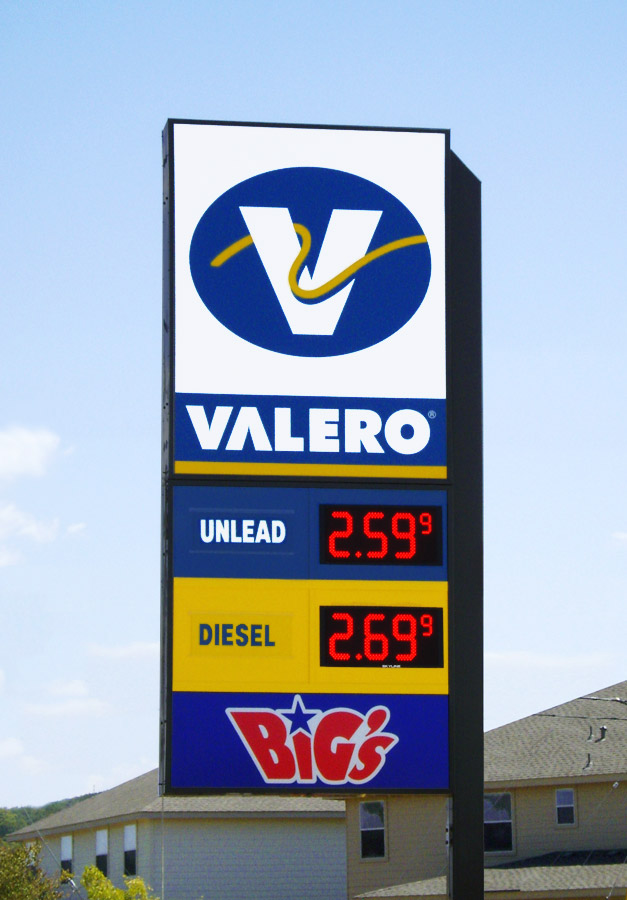 V
VALERO®
UNLEAD 2.59 9
DIESEL 2.69 9
BiG's